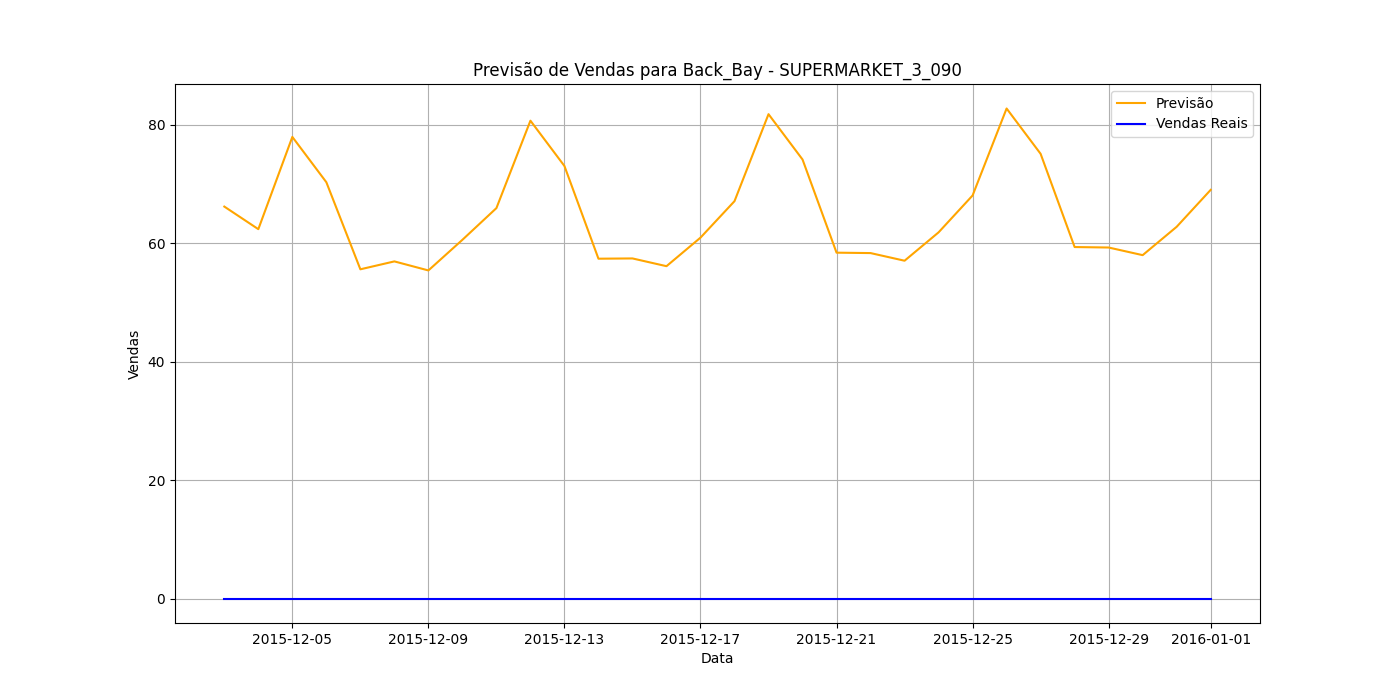 Previsão de Vendas para Back_Bay - SUPERMARKET_3_090
Previsão
Vendas Reais
80
60
40
20
0
Vendas
2015-12-05 2015-12-09 2015-12-13 2015-12-17 2015-12-21 2015-12-25 2015-12-29 2016-01-01
Data